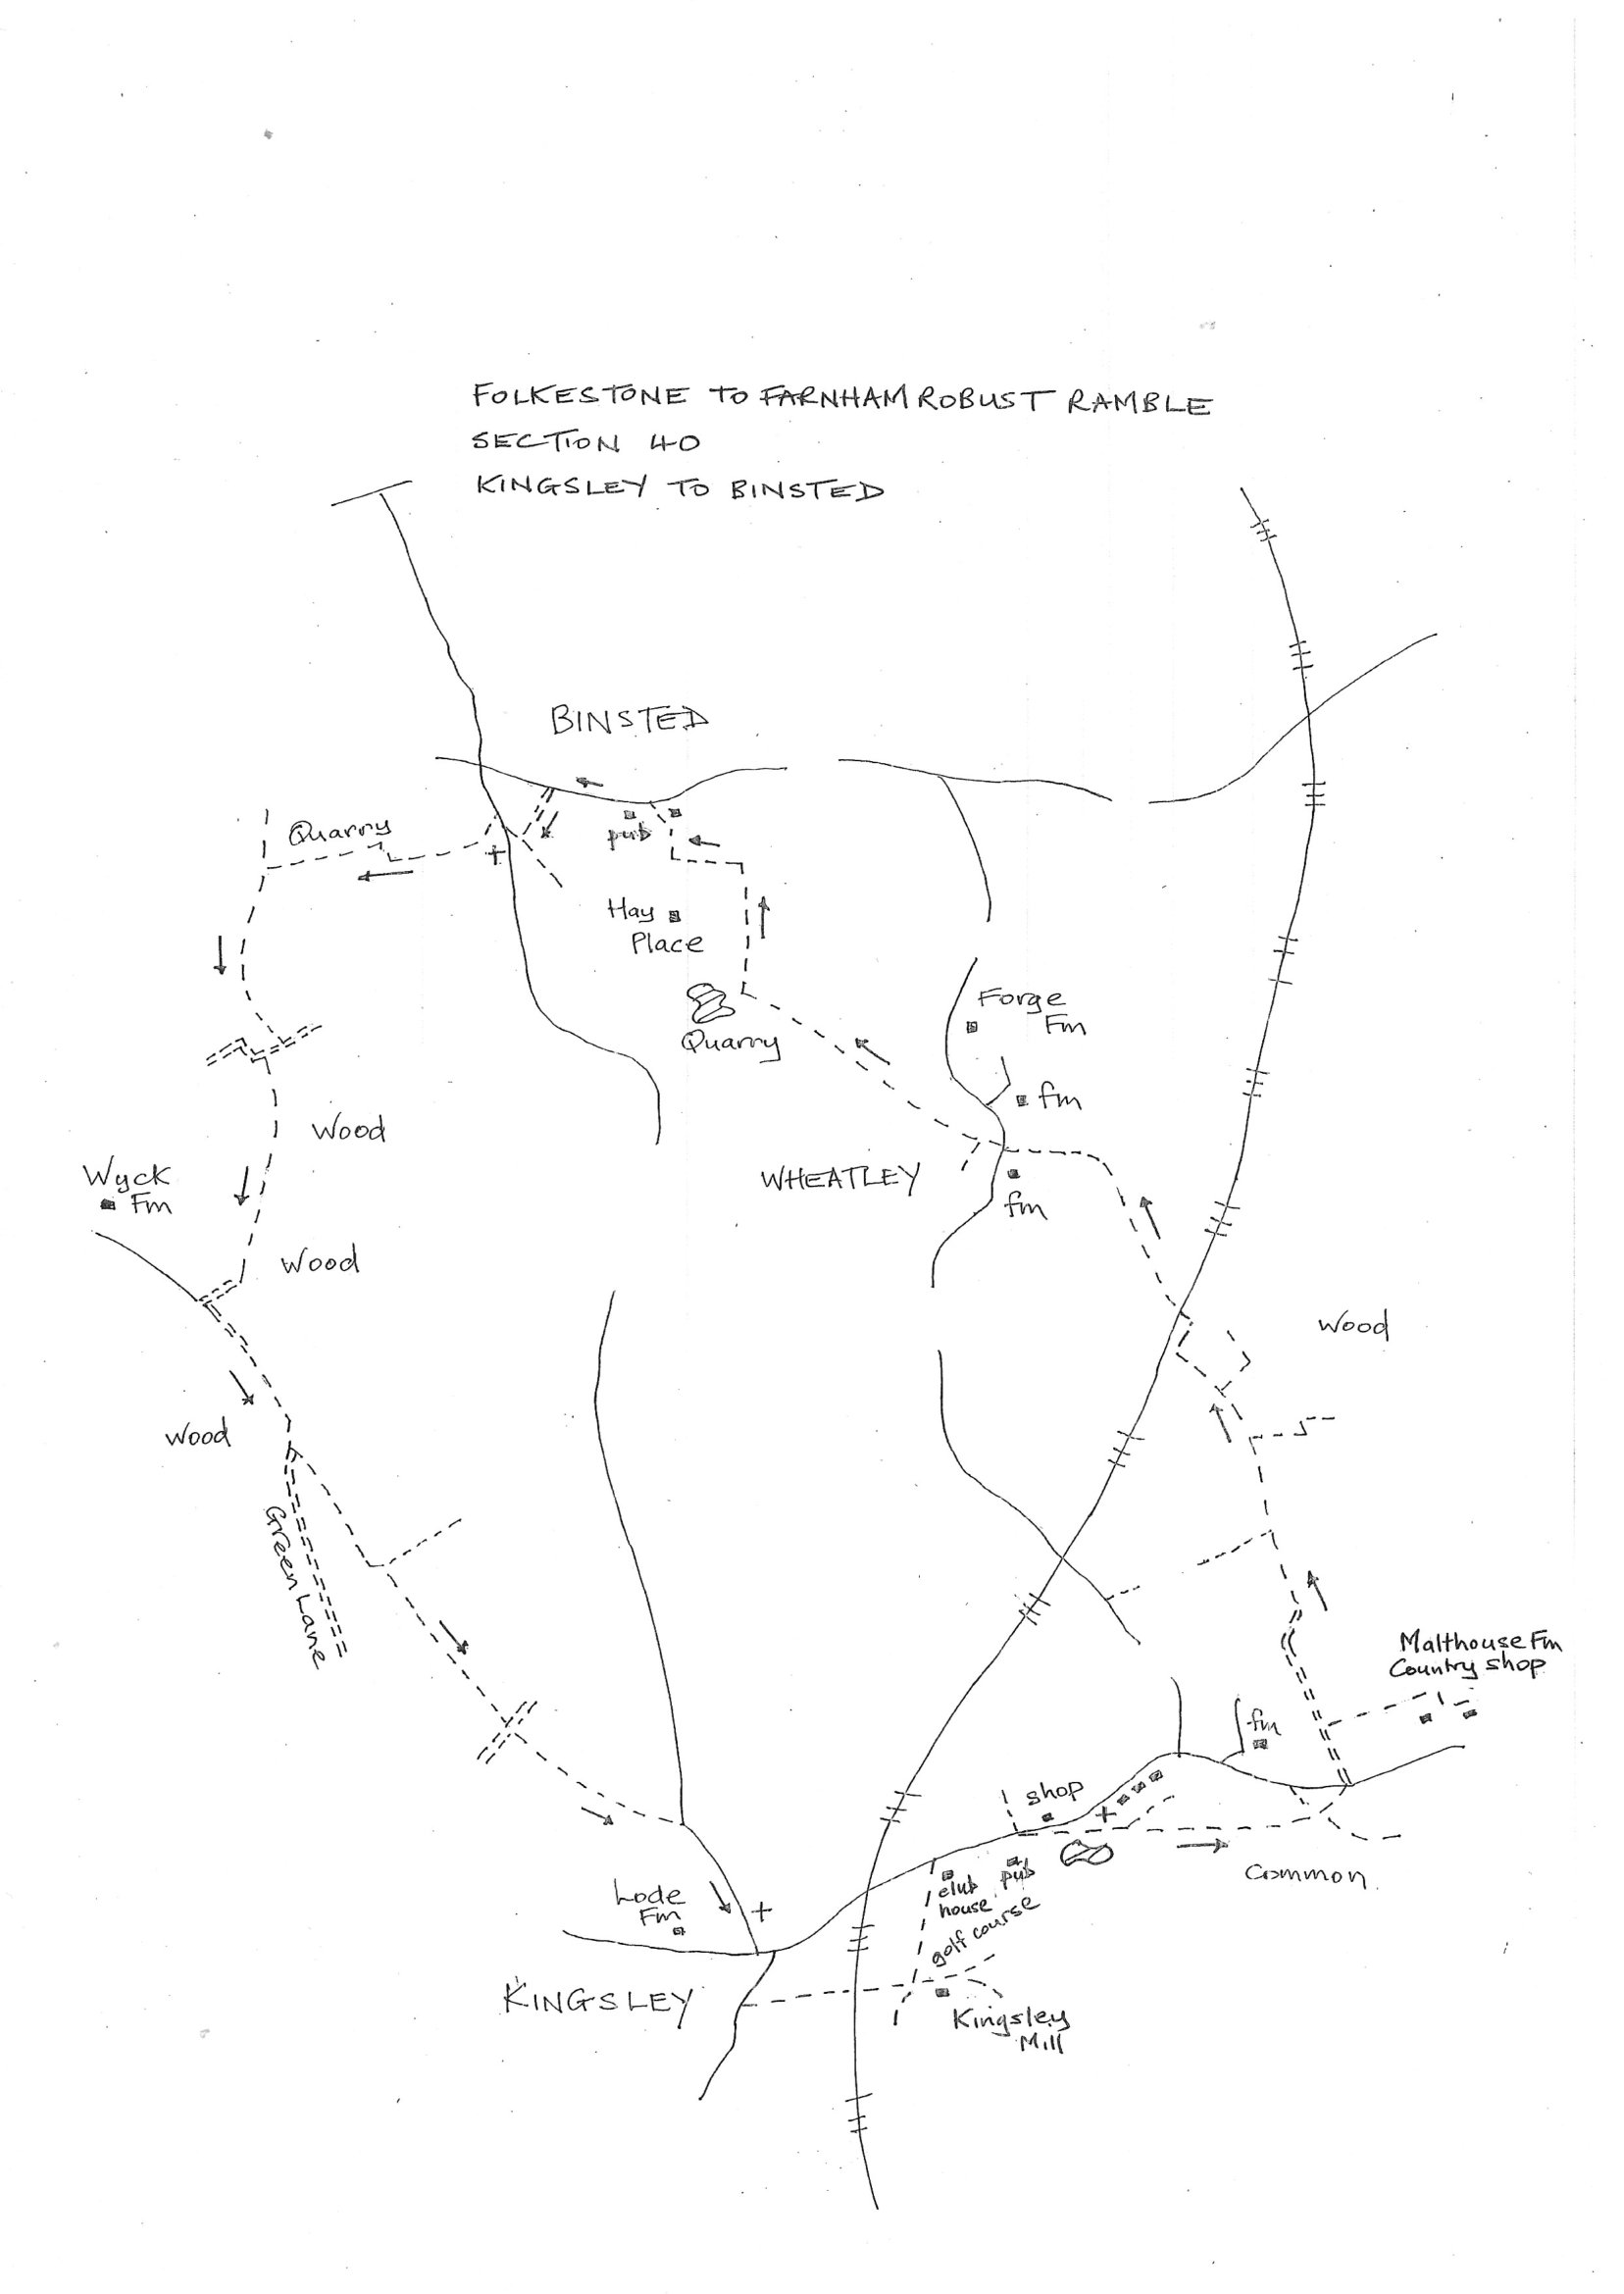 FOLKESTONE TO FARNHAM ROBUST RAMBLE
SECTION 40
KINGSLEY TO BINSTED
BINSTED
Quarry
pub
Hay
Place
Forge
Fm
Quarry
fm
Wood
Wyck
Fm
WHEATLEY
fm
Wood
Wood
Wood
Green Lane
Malthouse Fm
Country shop
fm
shop
Common.
Lode
Fm
club
house
pub
golf course
KINGSLEY
Kingsley
Mill